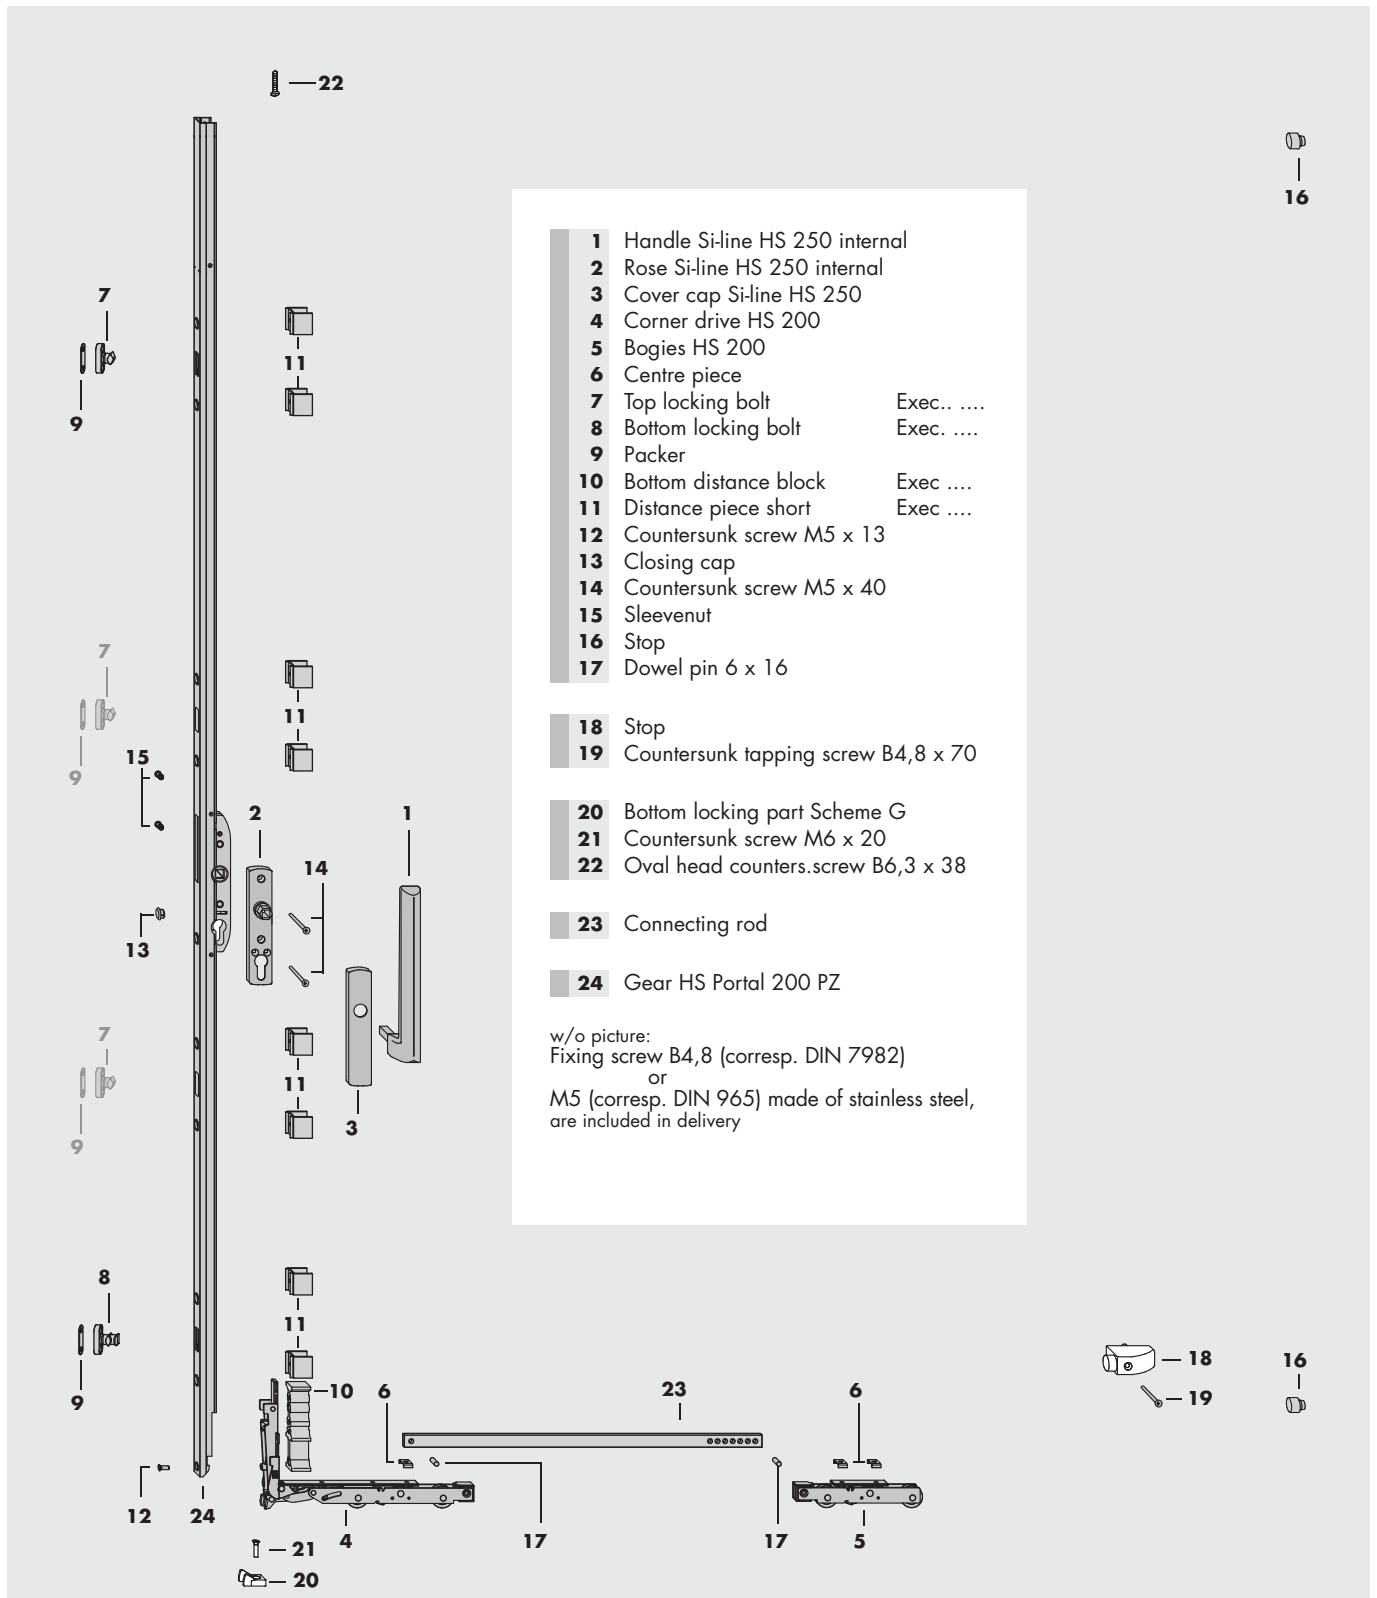 22
16
1 Handle Si-line HS 250 internal
2 Rose Si-line HS 250 internal
3 Cover cap Si-line HS 250
4 Corner drive HS 200
5 Bogies HS 200
6 Centre piece
7 Top locking bolt Exec.. ....
8 Bottom locking bolt Exec. ....
9 Packer
10 Bottom distance block Exec ....
11 Distance piece short Exec ....
12 Countersunk screw M5 x 13
13 Closing cap
14 Countersunk screw M5 x 40
15 Sleevenut
16 Stop
17 Dowel pin 6 x 16
18 Stop
19 Countersunk tapping screw B4,8 x 70
20 Bottom locking part Scheme G
21 Countersunk screw M6 x 20
22 Oval head counters.screw B6,3 x 38
23 Connecting rod
24 Gear HS Portal 200 PZ
w/o picture:
Fixing screw B4,8 (corresp. DIN 7982)
or
M5 (corresp. DIN 965) made of stainless steel,
are included in delivery
7
11
9
7
11
9
15
2
1
14
13
7
11
9
3
8
11
9
10
6
23
6
18
16
19
12
24
4
17
17
5
21
20